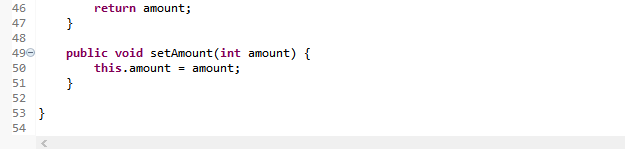 46 return amount;
47 }
48
49 public void setAmount(int amount) {
50 this.amount = amount;
51 }
52
53 }
54